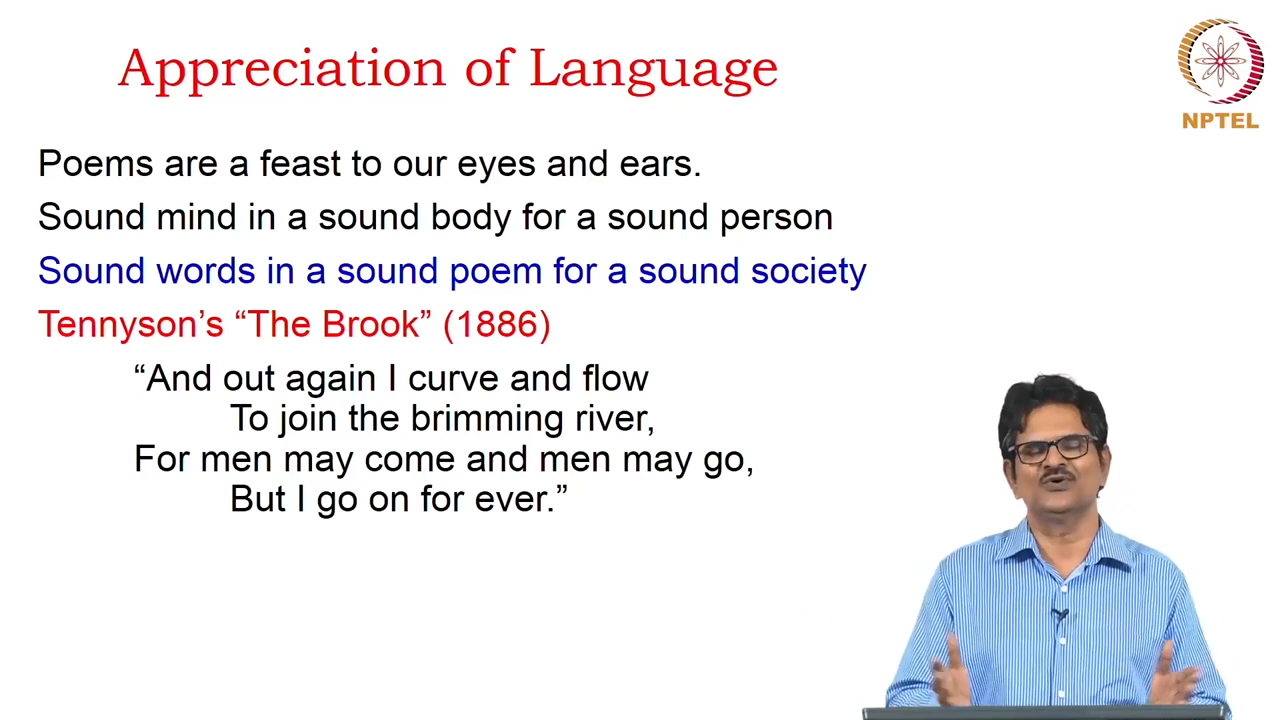 Appreciation of Language
NPTEL
Poems are a feast to our eyes and ears.
Sound mind in a sound body for a sound person
Sound words in a sound poem for a sound society
Tennyson’s “The Brook” (1886)
“And out again I curve and flow
To join the brimming river,
For men may come and men may go,
But I go on for ever.”